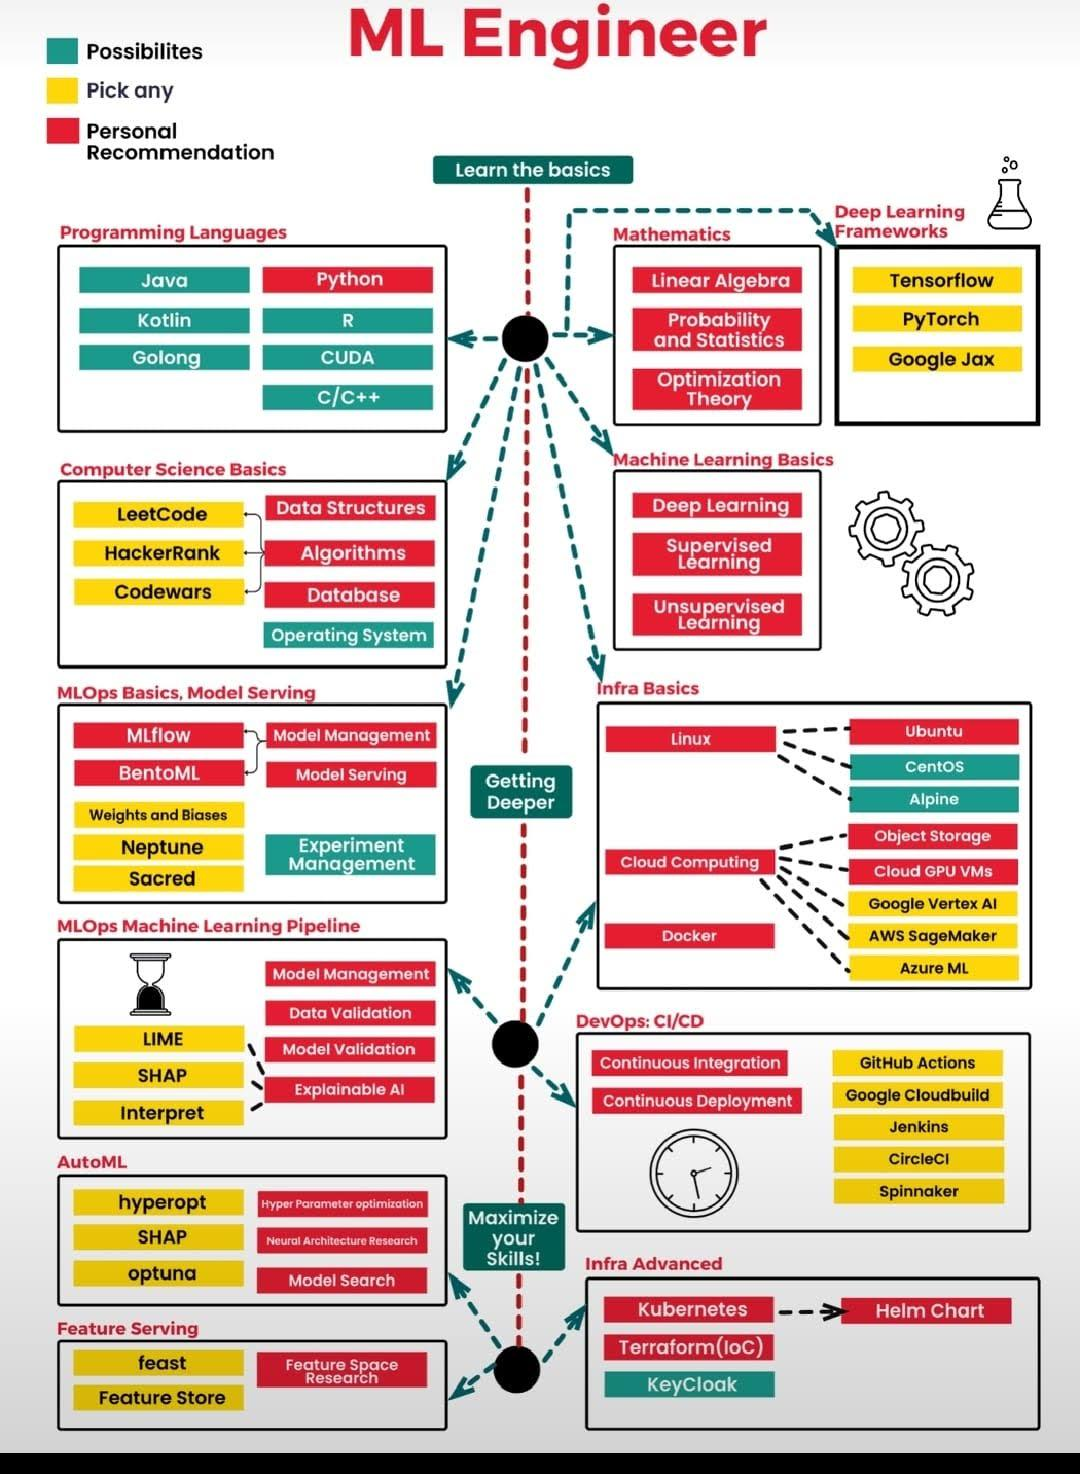 ML Engineer
Possibilites
Pick any
Personal
Recommendation
Learn the basics
Programming Languages
Java
Python
Kotlin
R
Golong
CUDA
C/C++
Mathematics
Linear Algebra
Probability
and Statistics
Optimization
Theory
Deep Learning
Frameworks
Tensorflow
PyTorch
Google Jax
Computer Science Basics
LeetCode
Data Structures
HackerRank
Algorithms
Codewars
Database
Operating System
Machine Learning Basics
Deep Learning
Supervised
Learning
Unsupervised
Learning
MLOps Basics, Model Serving
MLflow
Model Management
BentoML
Model Serving
Weights and Biases
Neptune
Experiment
Management
Sacred
Getting
Deeper
Infra Basics
Linux
Ubuntu
CentOS
Alpine
Cloud Computing
Object Storage
Cloud GPU VMs
Google Vertex AI
Docker
AWS SageMaker
Azure ML
MLOps Machine Learning Pipeline
Model Management
Data Validation
LIME
Model Validation
SHAP
Explainable AI
Interpret
DevOps: CI/CD
Continuous Integration
GitHub Actions
Continuous Deployment
Google Cloudbuild
Jenkins
CircleCI
Spinnaker
AutoML
hyperopt
Hyper Parameter optimization
SHAP
Neural Architecture Research
optuna
Model Search
Maximize
your
Skills!
Infra Advanced
Kubernetes
Helm Chart
Terraform(IoC)
KeyCloak
Feature Serving
feast
Feature Space
Research
Feature Store